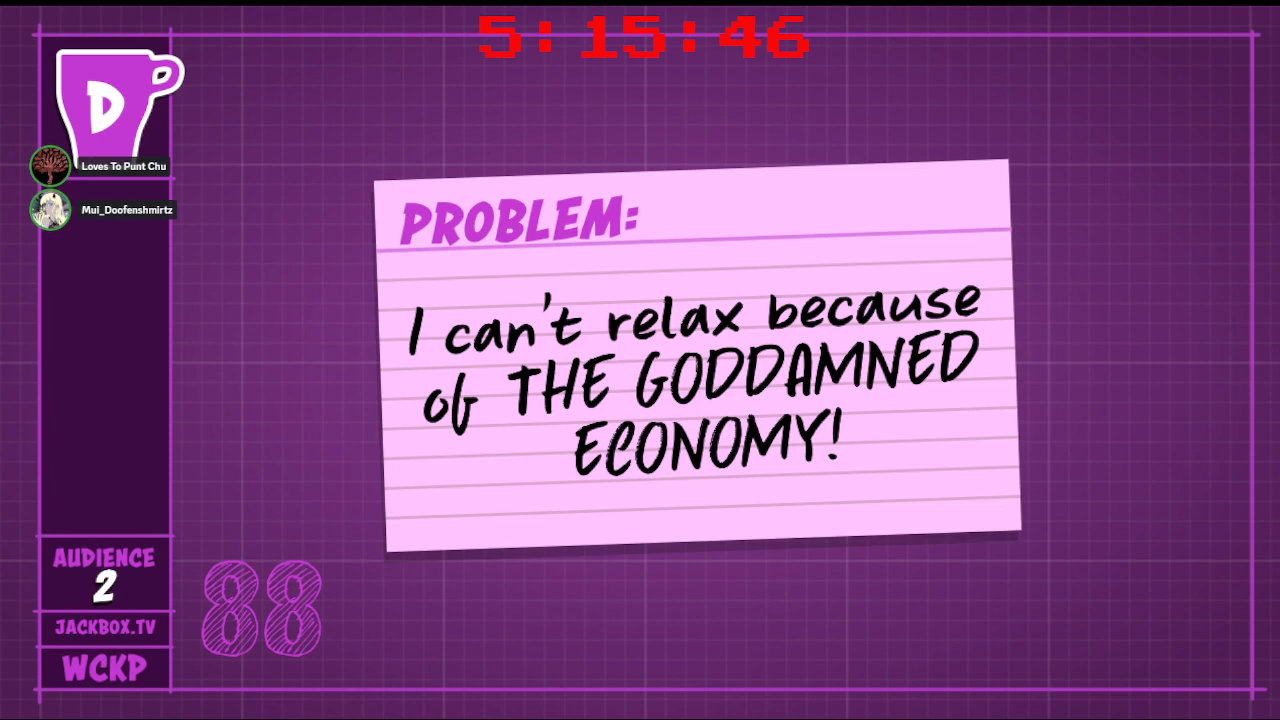 5:15:46
D
Loves To Punt Chu
Mui_Doofenshmirtz
PROBLEM:
I can't relax because
of THE GODDAMNED
ECONOMY!
AUDIENCE
2
JACKBOX.TV
WCKP
88